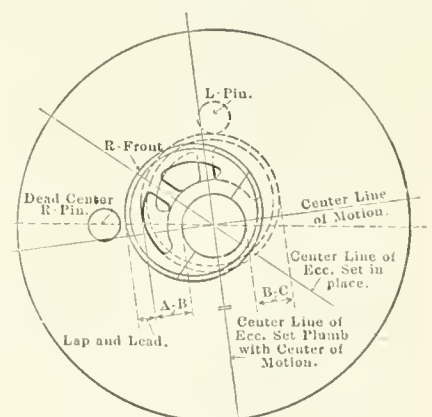 L-Pin.
R-Front
Dead Center
R-Pin.
Center Line
of Motion.
Center Line of
Ecc. Set in
place.
A-B
B-C
Lap and Lead.
Center Line of
Ecc. Set Plumb
with Center of
Motion.